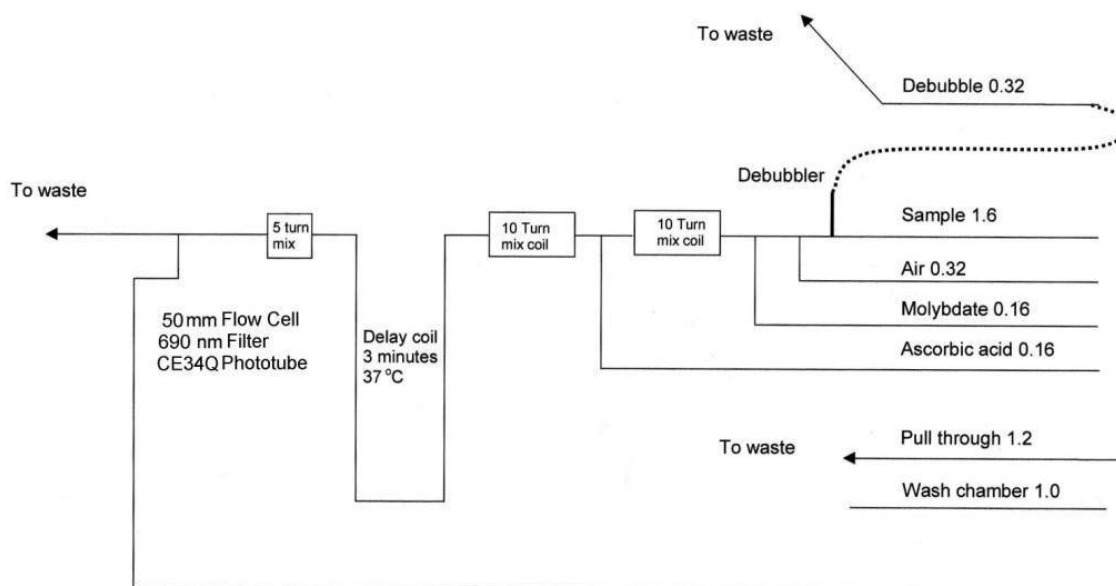 To waste
Debubble 0.32
Debubbler
To waste
5 turn
mix
10 Turn
mix coil
10 Turn
mix coil
Sample 1.6
Air 0.32
50 mm Flow Cell
690 nm Filter
CE34Q Phototube
Delay coil
3 minutes
37 °C
Molybdate 0.16
Ascorbic acid 0.16
To waste
Pull through 1.2
Wash chamber 1.0